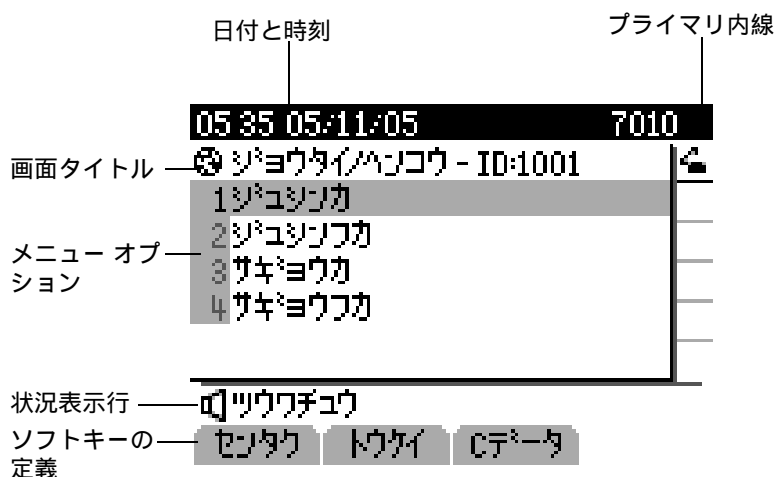 日付と時刻
プライマリ内線
05 35 05/11/05 7010
画面タイトル
ジョウタイノヘンコウ - ID:1001
1 ジュシンカ
2 ジュシンフカ
メニュー オプ
ション
3 サギョウカ
4 サギョウフカ
状況表示行
ツウワチュウ
ソフトキーの
定義
センタク トウケイ Cデータ